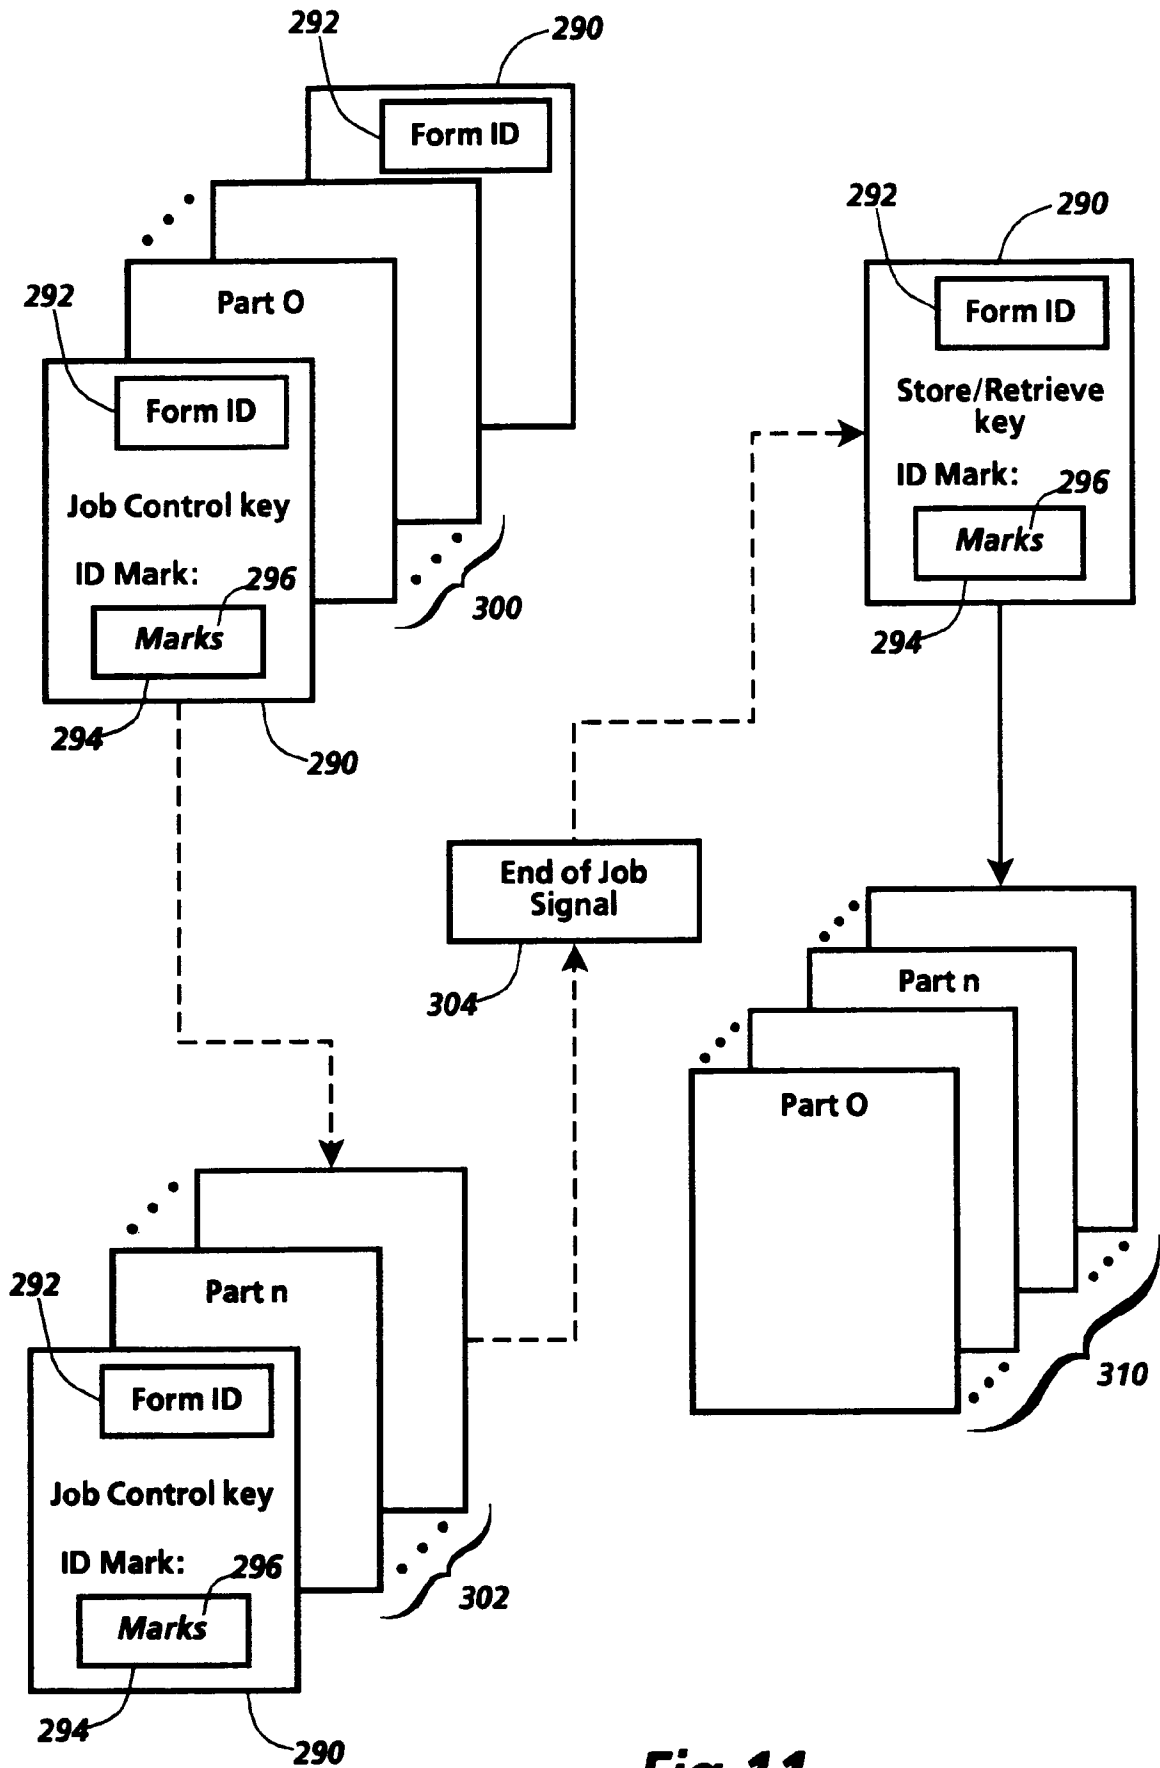 292
290
Form ID
292
290
292
Part O
Form ID
Form ID
Store/Retrieve
key
Job Control key
ID Mark:
296
ID Mark:
296
Marks
Marks
300
294
294
290
End of Job
Signal
304
Part n
Part O
292
Part n
Form ID
310
Job Control key
ID Mark:
296
302
Marks
294
290
Fig. 11